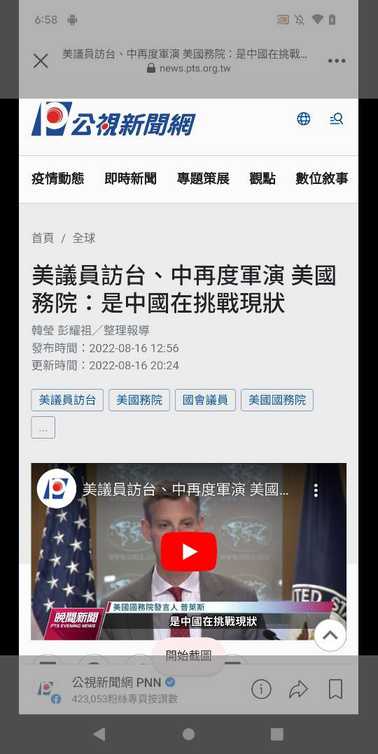 6:58
美議員訪台、中再度軍演 美國務院：是中國在挑戰...
news.pts.org.tw
公視新聞網
疫情動態 即時新聞 專題策展 觀點 數位敘事
首頁 / 全球
美議員訪台、中再度軍演 美國
務院：是中國在挑戰現狀
韓瑩 彭耀祖／整理報導
發布時間：2022-08-16 12:56
更新時間：2022-08-16 20:24
美議員訪台 美國務院 國會議員 美國國務院
...
美議員訪台、中再度軍演 美國...
美國國務院發言人 普萊斯
晚間新聞
PTS EVENING NEWS
是中國在挑戰現狀
開始截圖
公視新聞網 PNN
423,053粉絲專頁按讚數